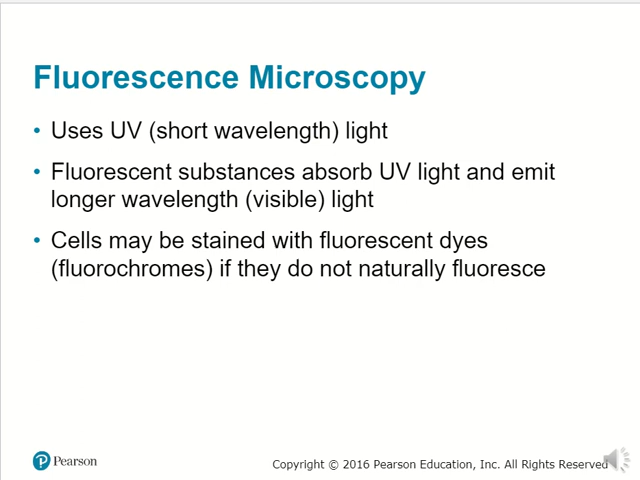 Fluorescence Microscopy
• Uses UV (short wavelength) light
• Fluorescent substances absorb UV light and emit
longer wavelength (visible) light
• Cells may be stained with fluorescent dyes
(fluorochromes) if they do not naturally fluoresce
Pearson
Copyright © 2016 Pearson Education, Inc. All Rights Reserved